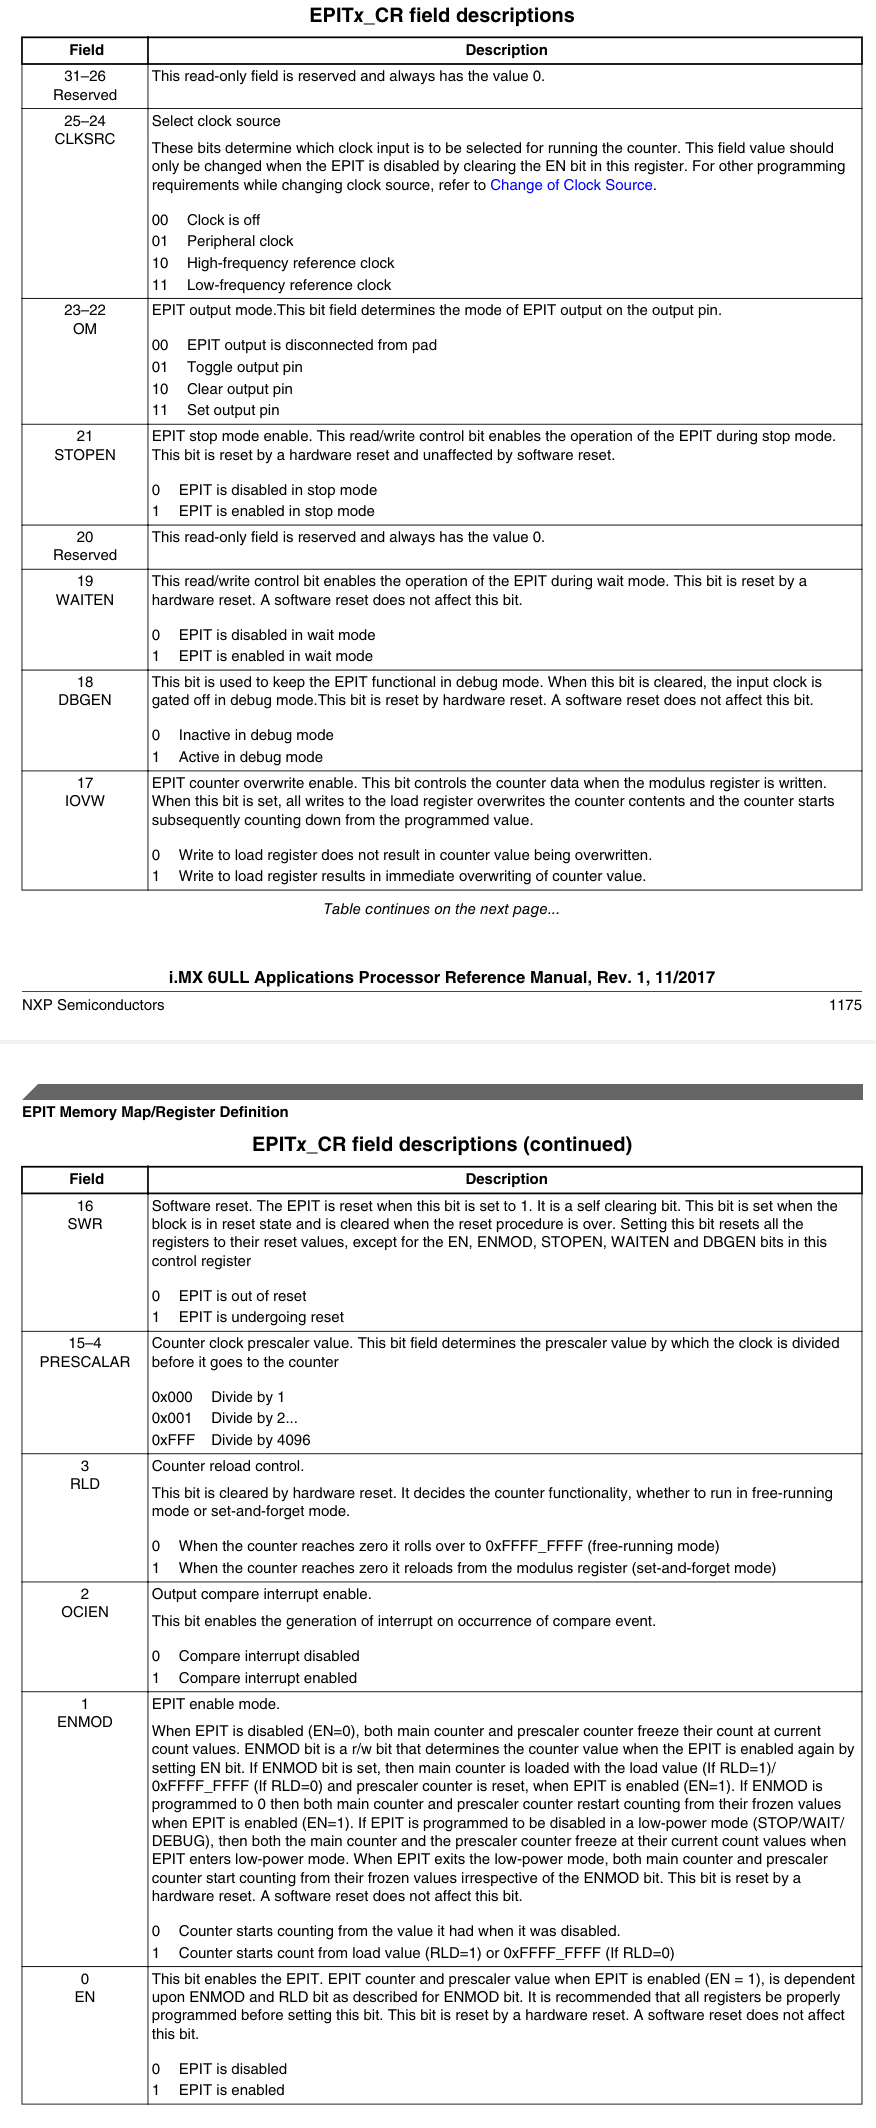 EPITx_CR field descriptions
Field Description
31–26
Reserved
This read-only field is reserved and always has the value 0.
25–24
CLKSRC
Select clock source
These bits determine which clock input is to be selected for running the counter. This field value should
only be changed when the EPIT is disabled by clearing the EN bit in this register. For other programming
requirements while changing clock source, refer to Change of Clock Source.
00 Clock is off
01 Peripheral clock
10 High-frequency reference clock
11 Low-frequency reference clock
23–22
OM
EPIT output mode.This bit field determines the mode of EPIT output on the output pin.
00 EPIT output is disconnected from pad
01 Toggle output pin
10 Clear output pin
11 Set output pin
21
STOPEN
EPIT stop mode enable. This read/write control bit enables the operation of the EPIT during stop mode.
This bit is reset by a hardware reset and unaffected by software reset.
0 EPIT is disabled in stop mode
1 EPIT is enabled in stop mode
20
Reserved
This read-only field is reserved and always has the value 0.
19
WAITEN
This read/write control bit enables the operation of the EPIT during wait mode. This bit is reset by a
hardware reset. A software reset does not affect this bit.
0 EPIT is disabled in wait mode
1 EPIT is enabled in wait mode
18
DBGEN
This bit is used to keep the EPIT functional in debug mode. When this bit is cleared, the input clock is
gated off in debug mode.This bit is reset by hardware reset. A software reset does not affect this bit.
0 Inactive in debug mode
1 Active in debug mode
17
IOVW
EPIT counter overwrite enable. This bit controls the counter data when the modulus register is written.
When this bit is set, all writes to the load register overwrites the counter contents and the counter starts
subsequently counting down from the programmed value.
0 Write to load register does not result in counter value being overwritten.
1 Write to load register results in immediate overwriting of counter value.
Table continues on the next page...
i.MX 6ULL Applications Processor Reference Manual, Rev. 1, 11/2017
NXP Semiconductors 1175
EPIT Memory Map/Register Definition
EPITx_CR field descriptions (continued)
Field Description
16
SWR
Software reset. The EPIT is reset when this bit is set to 1. It is a self clearing bit. This bit is set when the
block is in reset state and is cleared when the reset procedure is over. Setting this bit resets all the
registers to their reset values, except for the EN, ENMOD, STOPEN, WAITEN and DBGEN bits in this
control register
0 EPIT is out of reset
1 EPIT is undergoing reset
15–4
PRESCALAR
Counter clock prescaler value. This bit field determines the prescaler value by which the clock is divided
before it goes to the counter
0x000 Divide by 1
0x001 Divide by 2...
0xFFF Divide by 4096
3
RLD
Counter reload control.
This bit is cleared by hardware reset. It decides the counter functionality, whether to run in free-running
mode or set-and-forget mode.
0 When the counter reaches zero it rolls over to 0xFFFF_FFFF (free-running mode)
1 When the counter reaches zero it reloads from the modulus register (set-and-forget mode)
2
OCIEN
Output compare interrupt enable.
This bit enables the generation of interrupt on occurrence of compare event.
0 Compare interrupt disabled
1 Compare interrupt enabled
1
ENMOD
EPIT enable mode.
When EPIT is disabled (EN=0), both main counter and prescaler counter freeze their count at current
count values. ENMOD bit is a r/w bit that determines the counter value when the EPIT is enabled again by
setting EN bit. If ENMOD bit is set, then main counter is loaded with the load value (If RLD=1)/
0xFFFF_FFFF (If RLD=0) and prescaler counter is reset, when EPIT is enabled (EN=1). If ENMOD is
programmed to 0 then both main counter and prescaler counter restart counting from their frozen values
when EPIT is enabled (EN=1). If EPIT is programmed to be disabled in a low-power mode (STOP/WAIT/
DEBUG), then both the main counter and the prescaler counter freeze at their current count values when
EPIT enters low-power mode. When EPIT exits the low-power mode, both main counter and prescaler
counter start counting from their frozen values irrespective of the ENMOD bit. This bit is reset by a
hardware reset. A software reset does not affect this bit.
0 Counter starts counting from the value it had when it was disabled.
1 Counter starts count from load value (RLD=1) or 0xFFFF_FFFF (If RLD=0)
0
EN
This bit enables the EPIT. EPIT counter and prescaler value when EPIT is enabled (EN = 1), is dependent
upon ENMOD and RLD bit as described for ENMOD bit. It is recommended that all registers be properly
programmed before setting this bit. This bit is reset by a hardware reset. A software reset does not affect
this bit.
0 EPIT is disabled
1 EPIT is enabled